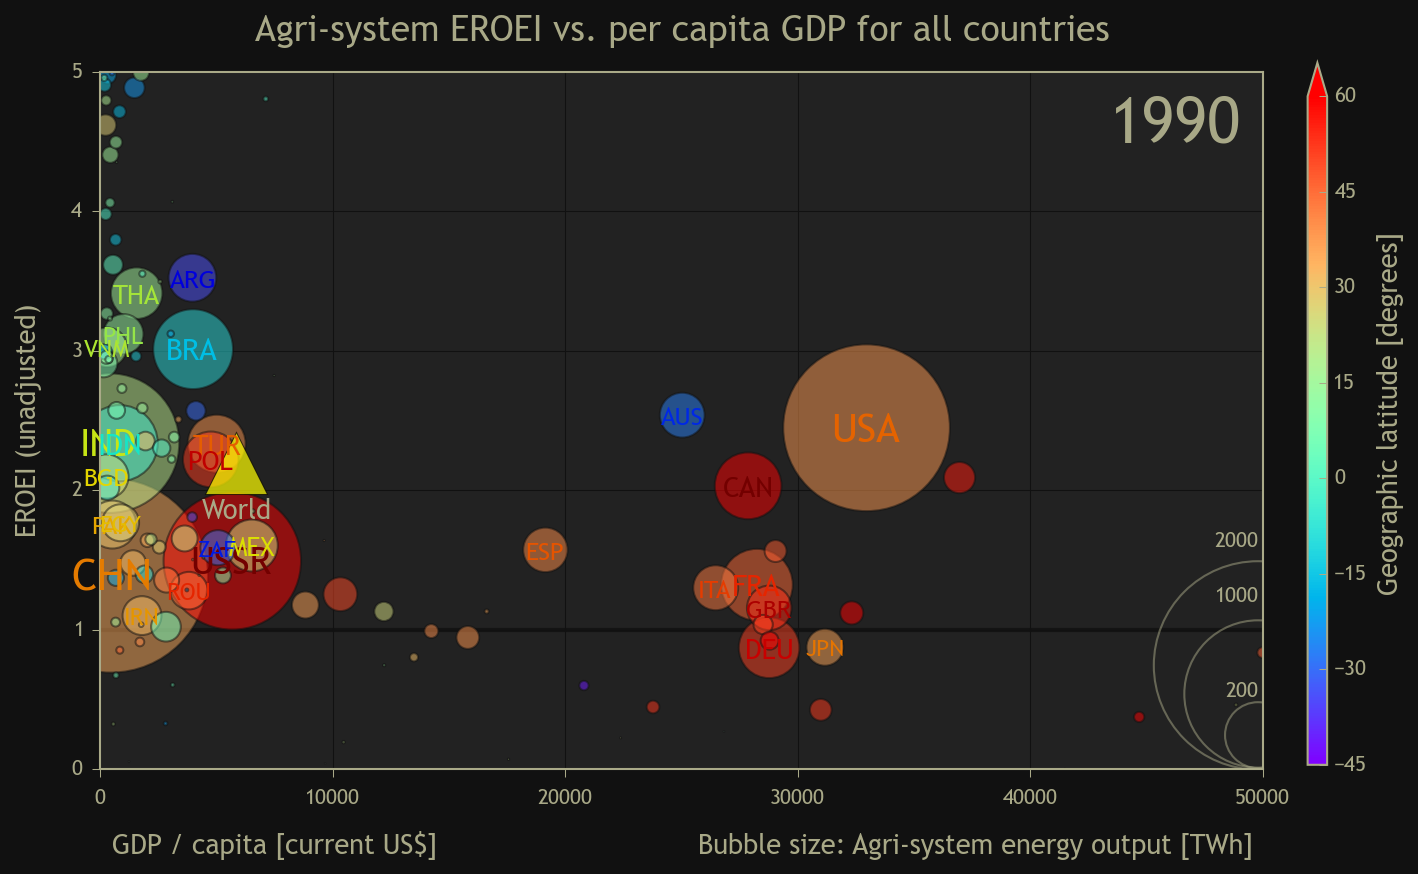 Agri-system EROEI vs. per capita GDP for all countries
1990
5
4
3
2
1
0
EROEI (unadjusted)
ARG
THA
PHL
VNM
BRA
AUS
USA
IND
IDN
TUR
POL
BGD
CAN
World
PAK
ZAF
MEX
USSR
ESP
CHN
ROU
IRN
ITA
FRA
GBR
DEU
JPN
2000
1000
200
0
10000
20000
30000
40000
50000
GDP / capita [current US$]
Bubble size: Agri-system energy output [TWh]
60
45
30
15
0
−15
−30
−45
Geographic latitude [degrees]